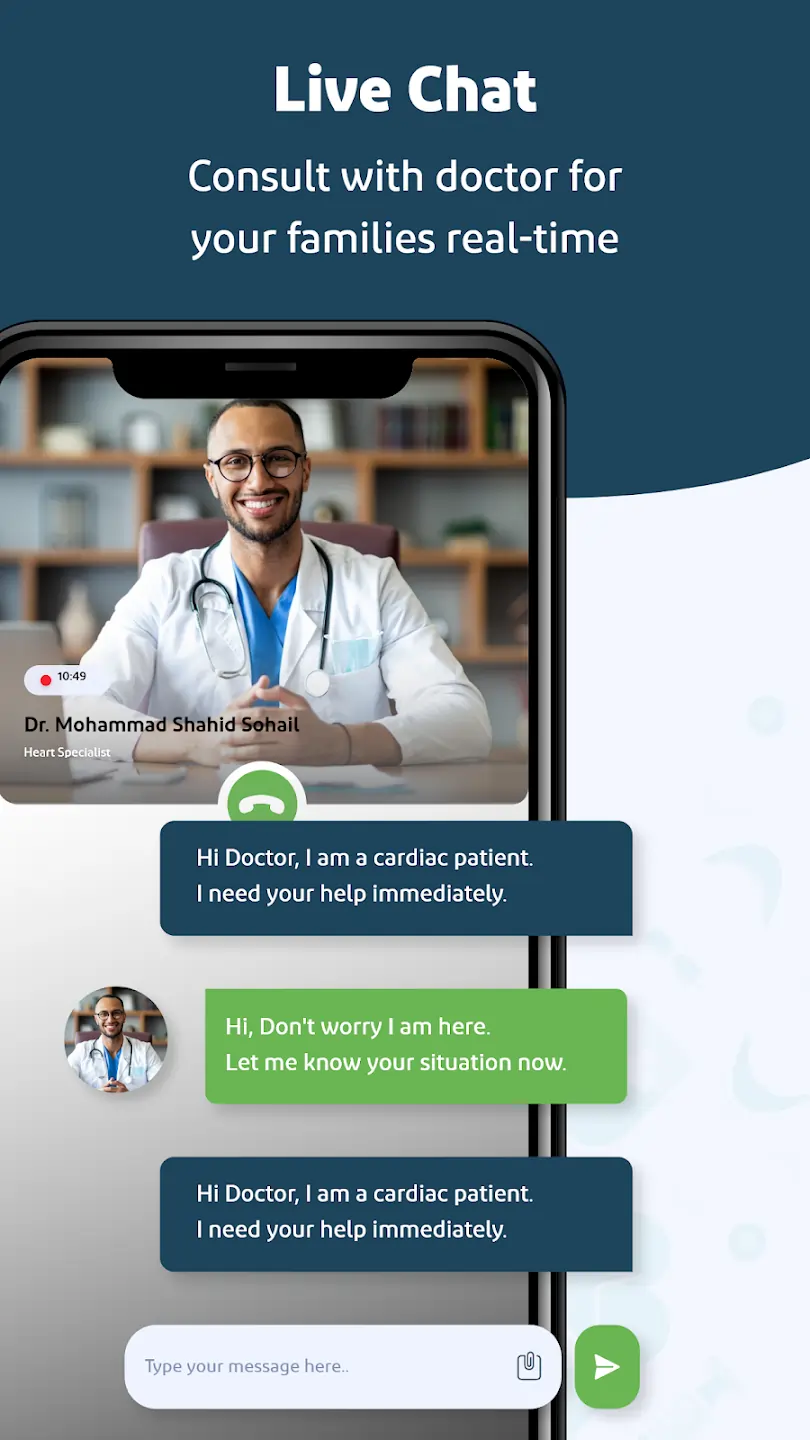 Live Chat
Consult with doctor for
your families real-time
10:49
Dr. Mohammad Shahid Sohail
Heart Specialist
Hi Doctor, I am a cardiac patient.
I need your help immediately.
Hi, Don't worry I am here.
Let me know your situation now.
Hi Doctor, I am a cardiac patient.
I need your help immediately.
Type your message here..